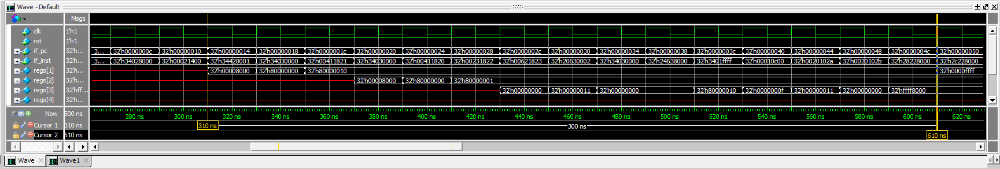 Wave - Default
Msgs
clk 1'h1
rst 1'h1
if_pc 32'h... 3... 32'h0000000c 32'h00000010 32'h00000014 32'h00000018 32'h0000001c 32'h00000020 32'h00000024 32'h00000028 32'h0000002c 32'h00000030 32'h00000034 32'h00000038 32'h0000003c 32'h00000040 32'h00000044 32'h00000048 32'h0000004c 32'h00000050
if_inst 32'h... 3... 32'h34028000 32'h00021400 32'h34420001 32'h34030000 32'h00411821 32'h34030000 32'h00411820 32'h00231822 32'h00621823 32'h20630002 32'h34030000 32'h24638000 32'h3401ffff 32'h00010c00 32'h0020102a 32'h0020102b 32'h28228000 32'h2c228000
regs[1] 32'h... 32'h00008000 32'h80000000 32'h80000010 32'h0000ffff
regs[2] 32'h... 32'h00008000 32'h80000000 32'h80000001
regs[3] 32'hff... 32'h00000000 32'h00000011 32'h00000000 32'h80000010 32'h0000000f 32'h00000011 32'h00000000 32'hffff8000
regs[4] 32'h...
Now 500 ns 280 ns 300 ns 320 ns 340 ns 360 ns 380 ns 400 ns 420 ns 440 ns 460 ns 480 ns 500 ns 520 ns 540 ns 560 ns 580 ns 600 ns 620 ns
Cursor 1 310 ns 310 ns 300 ns
Cursor 2 610 ns 610 ns
Wave Wave1